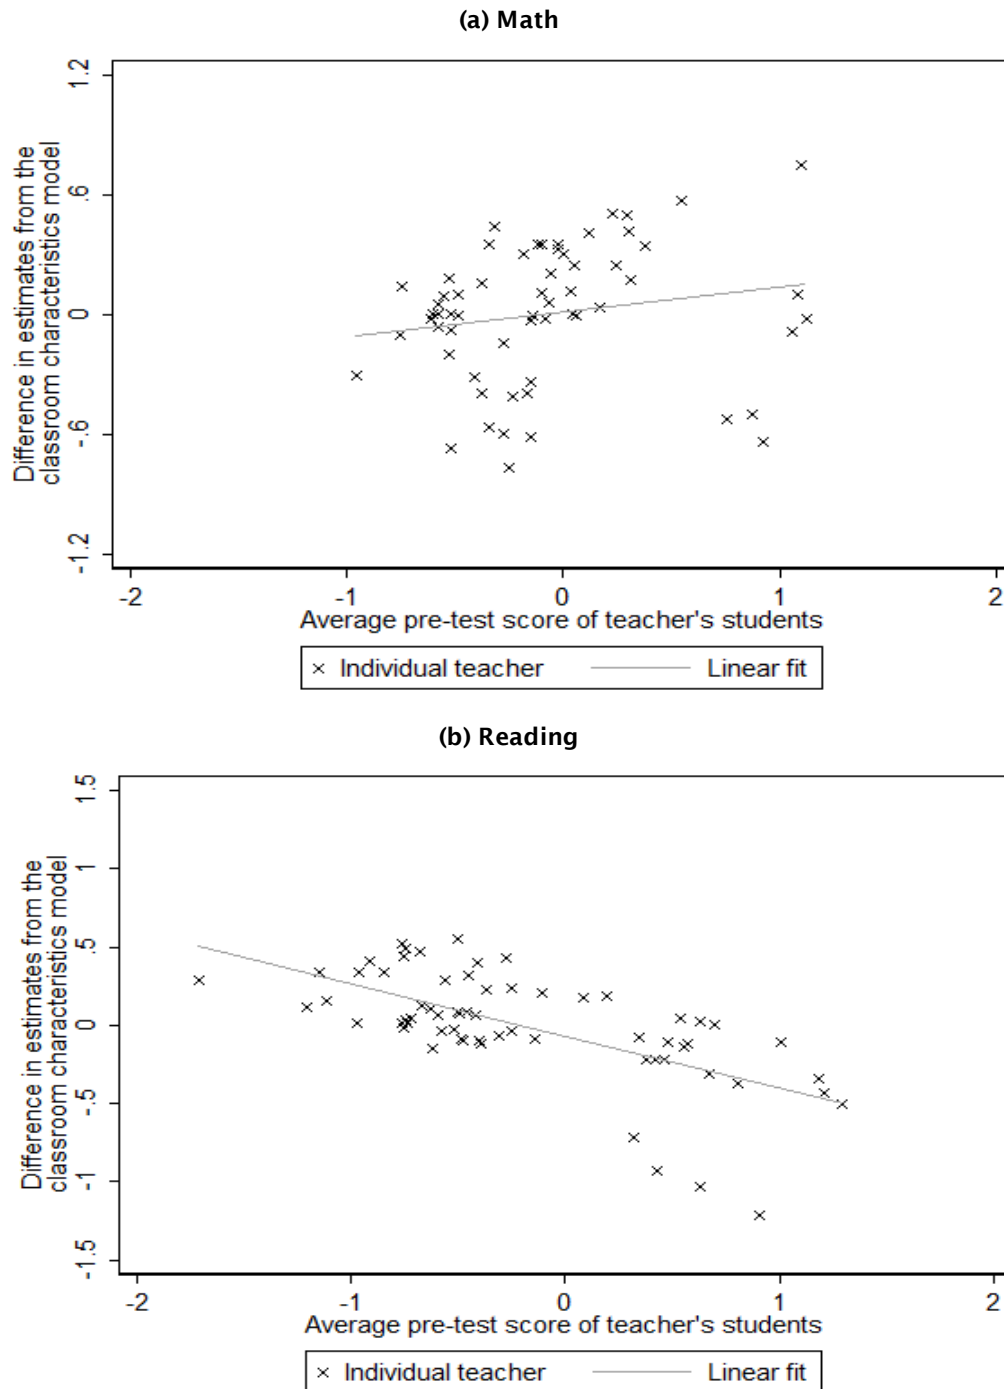 (a) Math
Difference in estimates from the
classroom characteristics model
1.2
.6
0
-.6
-1.2
-2
-1
0
1
2
Average pre-test score of teacher's students
× Individual teacher
Linear fit
(b) Reading
Difference in estimates from the
classroom characteristics model
1.5
1
.5
0
-.5
-1
-1.5
-2
-1
0
1
2
Average pre-test score of teacher's students
× Individual teacher
Linear fit